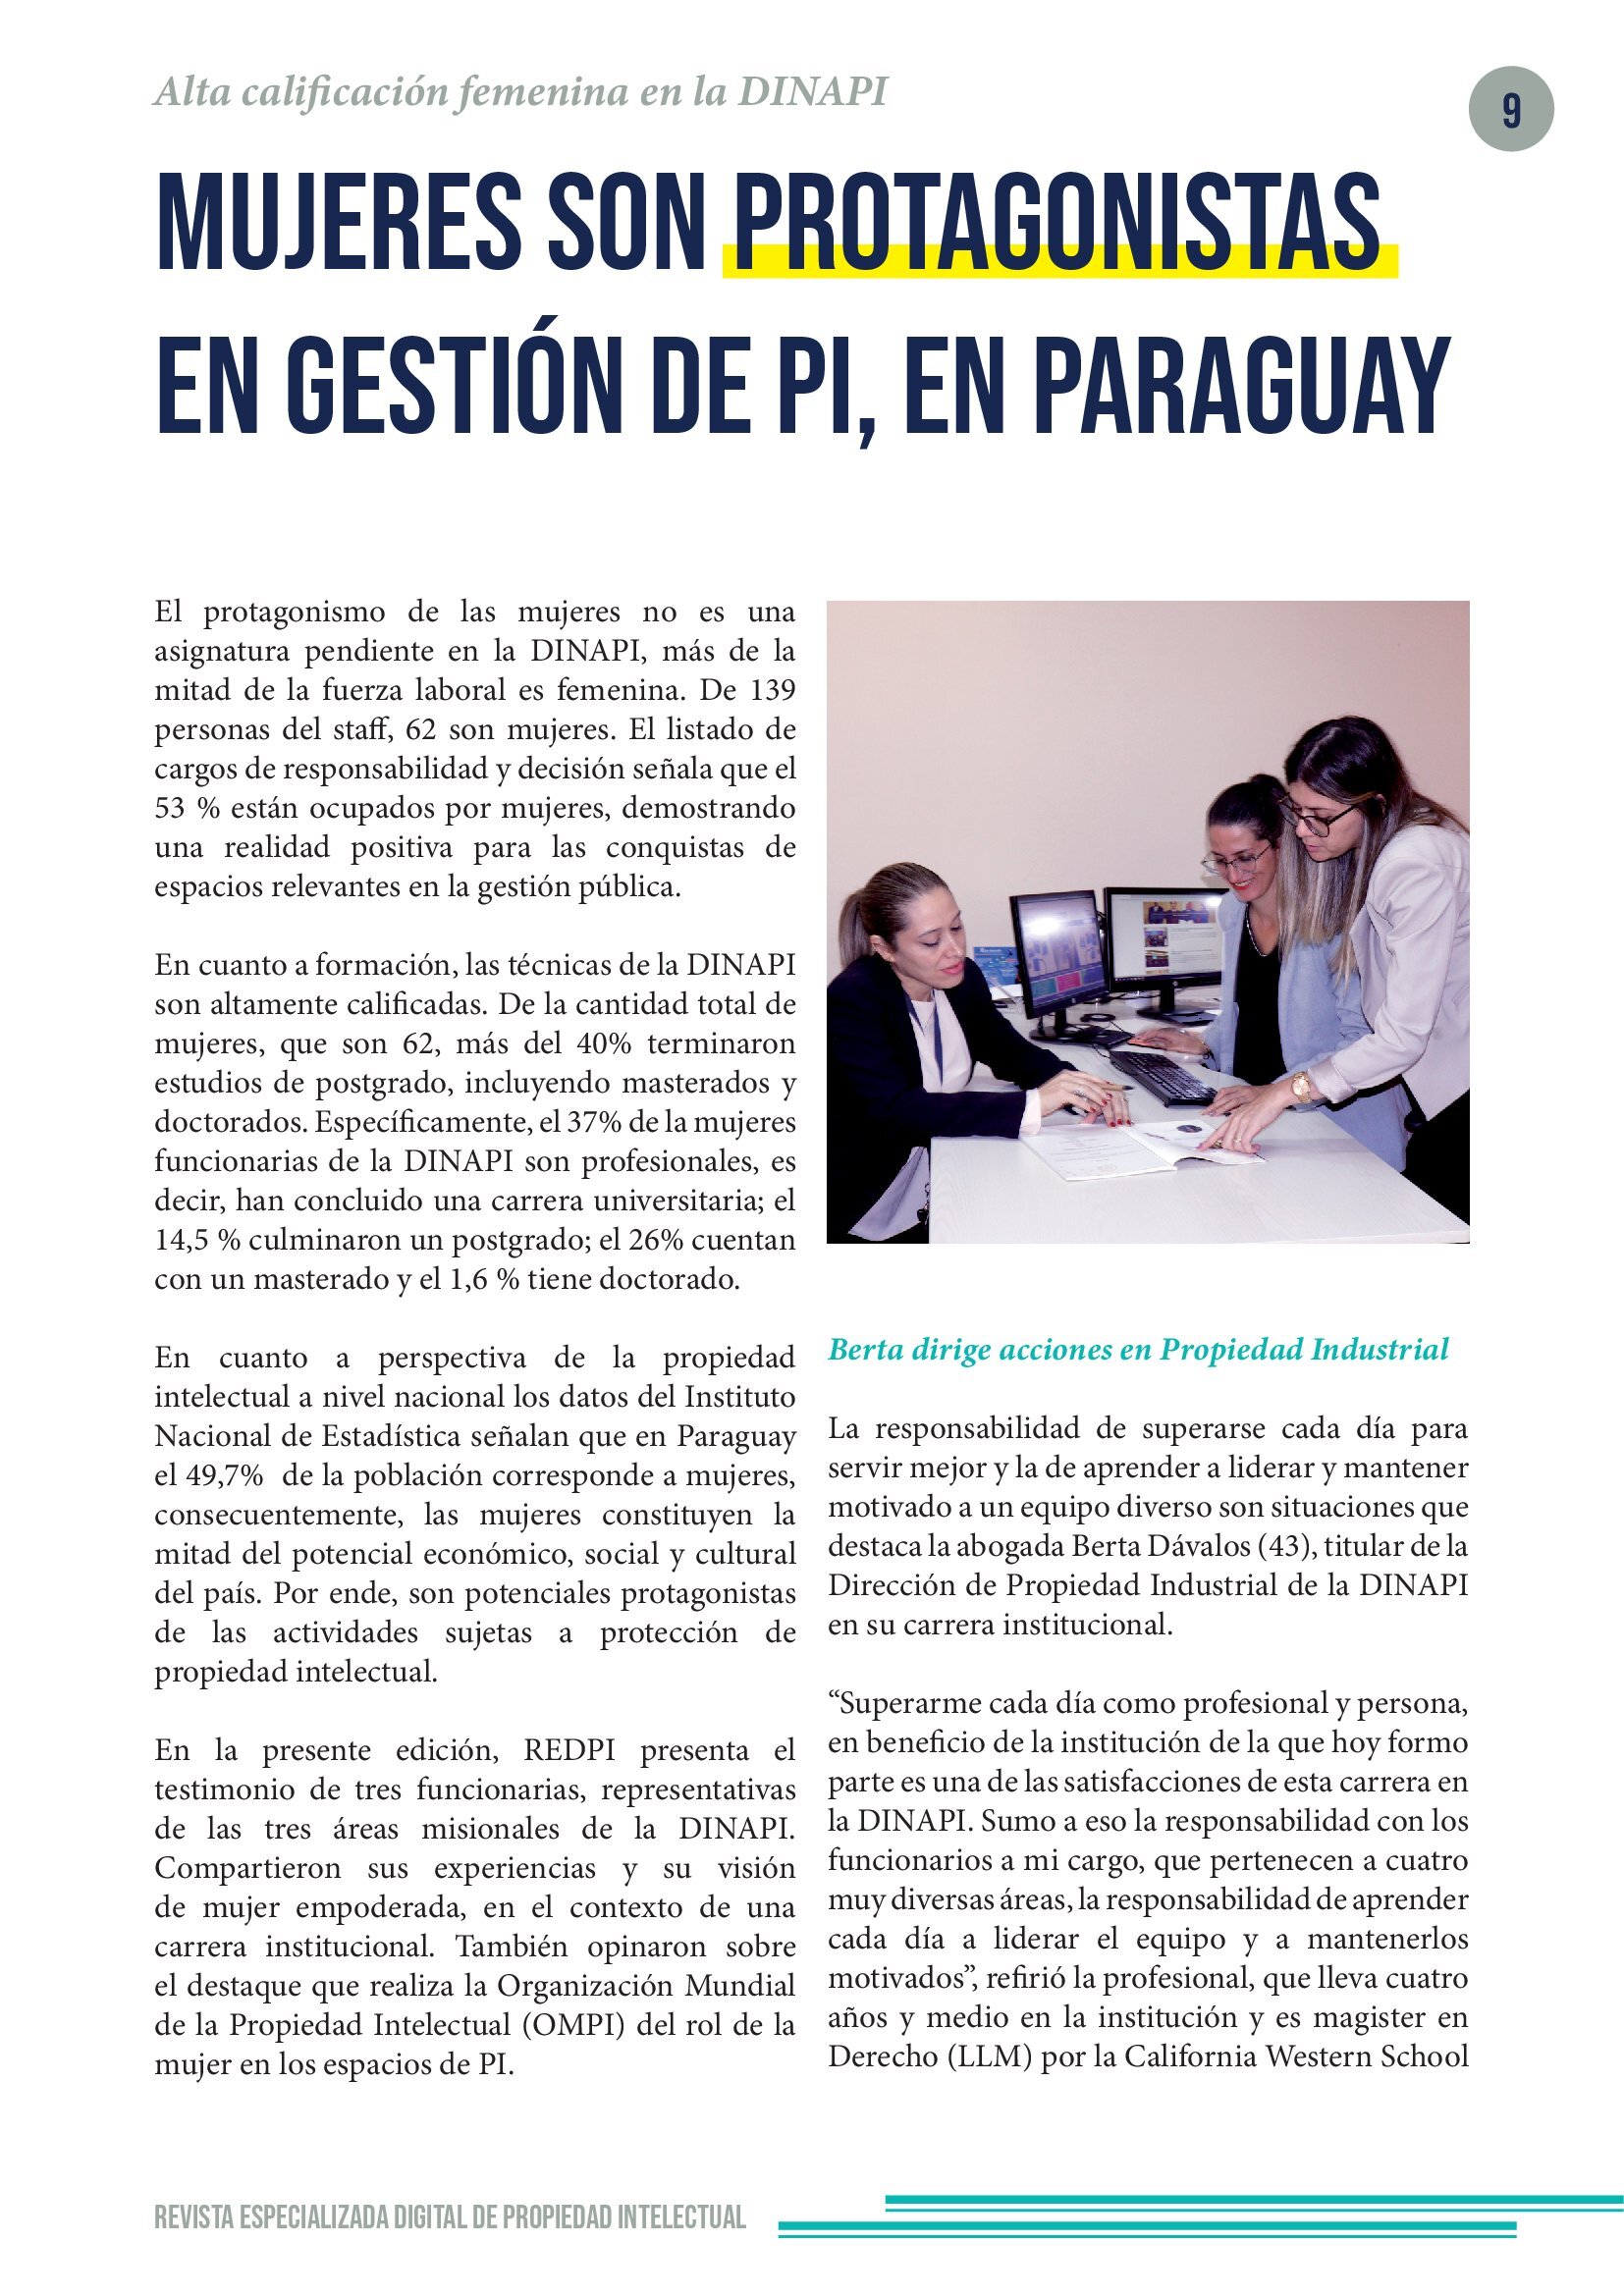 Alta calificación femenina en la DINAPI
9
MUJERES SON PROTAGONISTAS
EN GESTIÓN DE PI, EN PARAGUAY
El protagonismo de las mujeres no es una
asignatura pendiente en la DINAPI, más de la
mitad de la fuerza laboral es femenina. De 139
personas del staff, 62 son mujeres. El listado de
cargos de responsabilidad y decisión señala que el
53 % están ocupados por mujeres, demostrando
una realidad positiva para las conquistas de
espacios relevantes en la gestión pública.
En cuanto a formación, las técnicas de la DINAPI
son altamente calificadas. De la cantidad total de
mujeres, que son 62, más del 40% terminaron
estudios de postgrado, incluyendo masterados y
doctorados. Específicamente, el 37% de la mujeres
funcionarias de la DINAPI son profesionales, es
decir, han concluido una carrera universitaria; el
14,5 % culminaron un postgrado; el 26% cuentan
con un masterado y el 1,6 % tiene doctorado.
En cuanto a perspectiva de la propiedad
intelectual a nivel nacional los datos del Instituto
Nacional de Estadística señalan que en Paraguay
el 49,7% de la población corresponde a mujeres,
consecuentemente, las mujeres constituyen la
mitad del potencial económico, social y cultural
del país. Por ende, son potenciales protagonistas
de las actividades sujetas a protección de
propiedad intelectual.
En la presente edición, REDPI presenta el
testimonio de tres funcionarias, representativas
de las tres áreas misionales de la DINAPI.
Compartieron sus experiencias y su visión
de mujer empoderada, en el contexto de una
carrera institucional. También opinaron sobre
el destaque que realiza la Organización Mundial
de la Propiedad Intelectual (OMPI) del rol de la
mujer en los espacios de PI.
Berta dirige acciones en Propiedad Industrial
La responsabilidad de superarse cada día para
servir mejor y la de aprender a liderar y mantener
motivado a un equipo diverso son situaciones que
destaca la abogada Berta Dávalos (43), titular de la
Dirección de Propiedad Industrial de la DINAPI
en su carrera institucional.
“Superarme cada día como profesional y persona,
en beneficio de la institución de la que hoy formo
parte es una de las satisfacciones de esta carrera en
la DINAPI. Sumo a eso la responsabilidad con los
funcionarios a mi cargo, que pertenecen a cuatro
muy diversas áreas, la responsabilidad de aprender
cada día a liderar el equipo y a mantenerlos
motivados”, refirió la profesional, que lleva cuatro
años y medio en la institución y es magister en
Derecho (LLM) por la California Western School
REVISTA ESPECIALIZADA DIGITAL DE PROPIEDAD INTELECTUAL